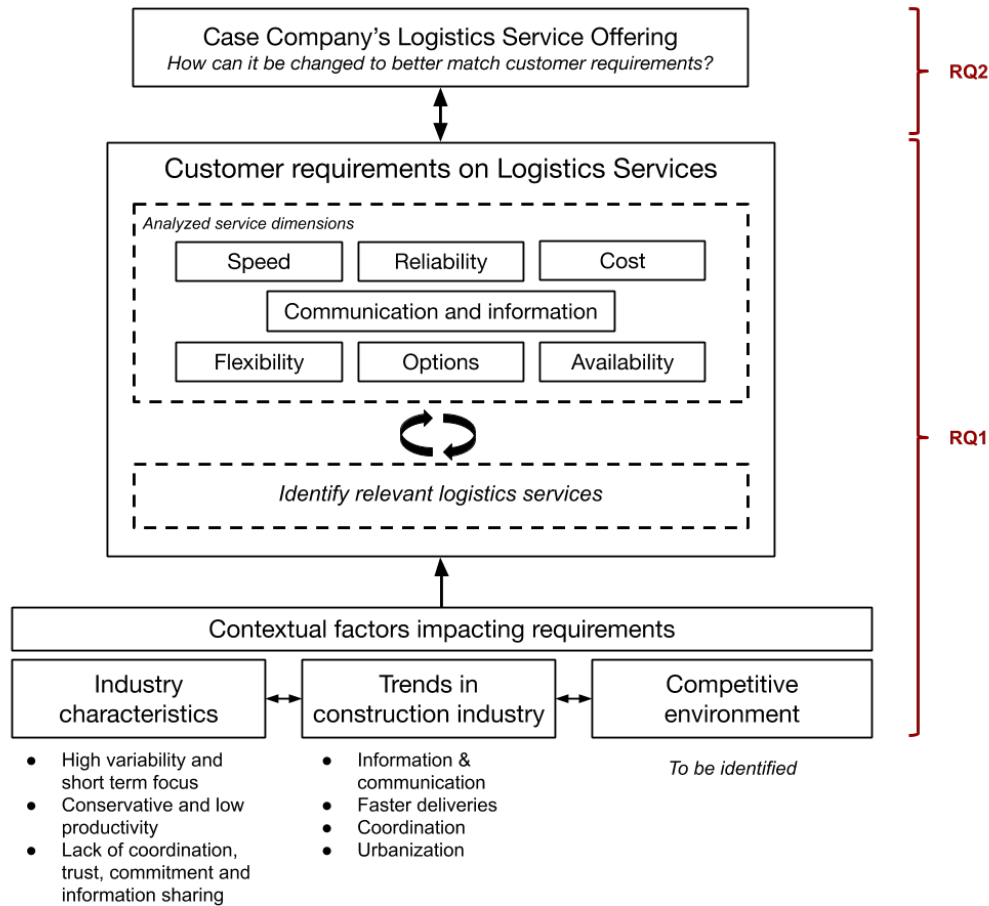 Case Company's Logistics Service Offering
How can it be changed to better match customer requirements?
RQ2
Customer requirements on Logistics Services
Analyzed service dimensions
Speed
Reliability
Cost
Communication and information
Flexibility
Options
Availability
RQ1
Identify relevant logistics services
Contextual factors impacting requirements
Industry
characteristics
Trends in
construction industry
Competitive
environment
● High variability and
short term focus
● Conservative and low
productivity
● Lack of coordination,
trust, commitment and
information sharing
● Information &
communication
● Faster deliveries
● Coordination
● Urbanization
To be identified